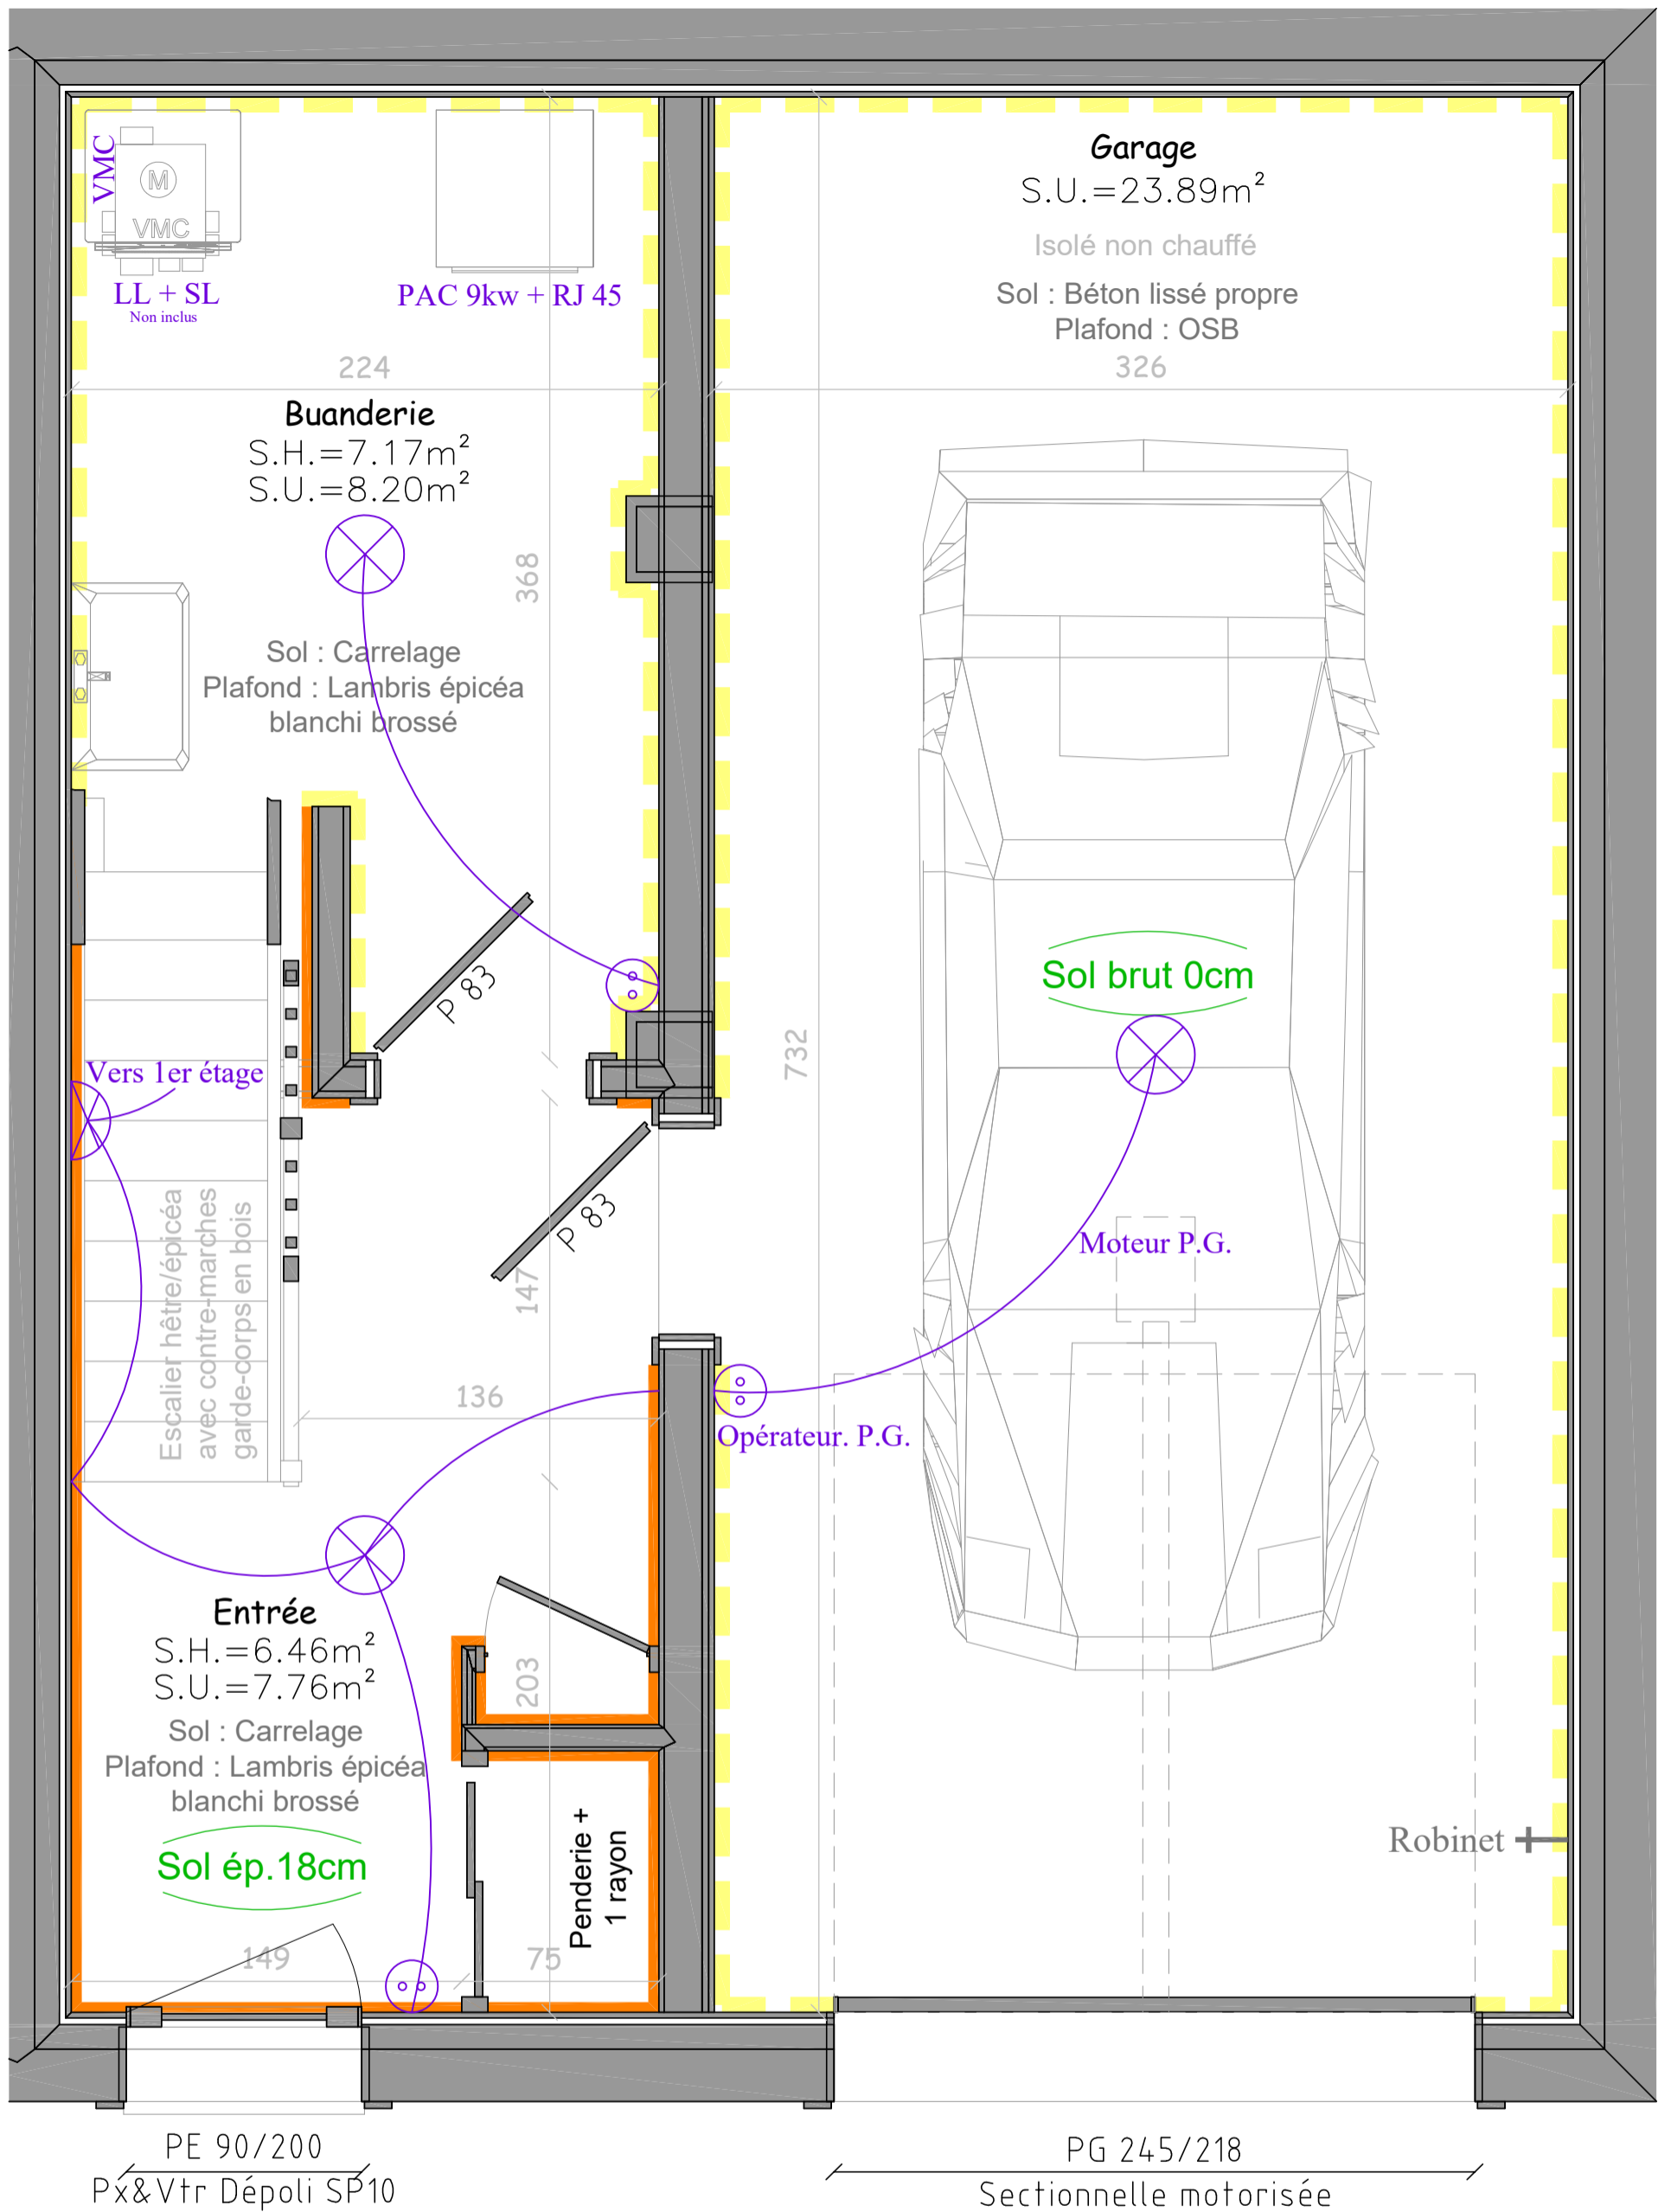 VMC
M
VMC
LL + SL
Non inclus
PAC 9kw + RJ 45
Garage
S.U.=23.89m²
Isolé non chauffé
Sol : Béton lissé propre
Plafond : OSB
224
326
Buanderie
S.H.=7.17m²
S.U.=8.20m²
368
Sol : Carrelage
Plafond : Lambris épicéa
blanchi brossé
P 83
Sol brut 0cm
732
Vers 1er étage
P 83
Escalier hêtre/épicéa
avec contre-marches
garde-corps en bois
147
Moteur P.G.
136
Opérateur. P.G.
Entrée
S.H.=6.46m²
S.U.=7.76m²
Sol : Carrelage
Plafond : Lambris épicéa
blanchi brossé
203
Sol ép.18cm
Penderie +
1 rayon
Robinet
149
75
PE 90/200
Px&Vtr Dépoli SP10
PG 245/218
Sectionnelle motorisée